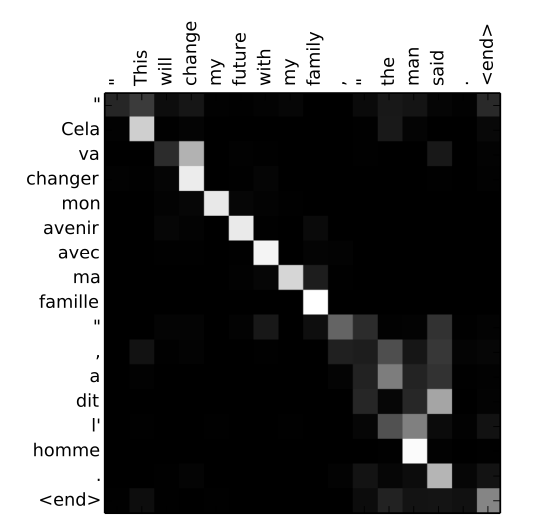 " This will change my future with my family , " the man said . <end>
"
Cela
va
changer
mon
avenir
avec
ma
famille
"
,
a
dit
l'
homme
.
<end>